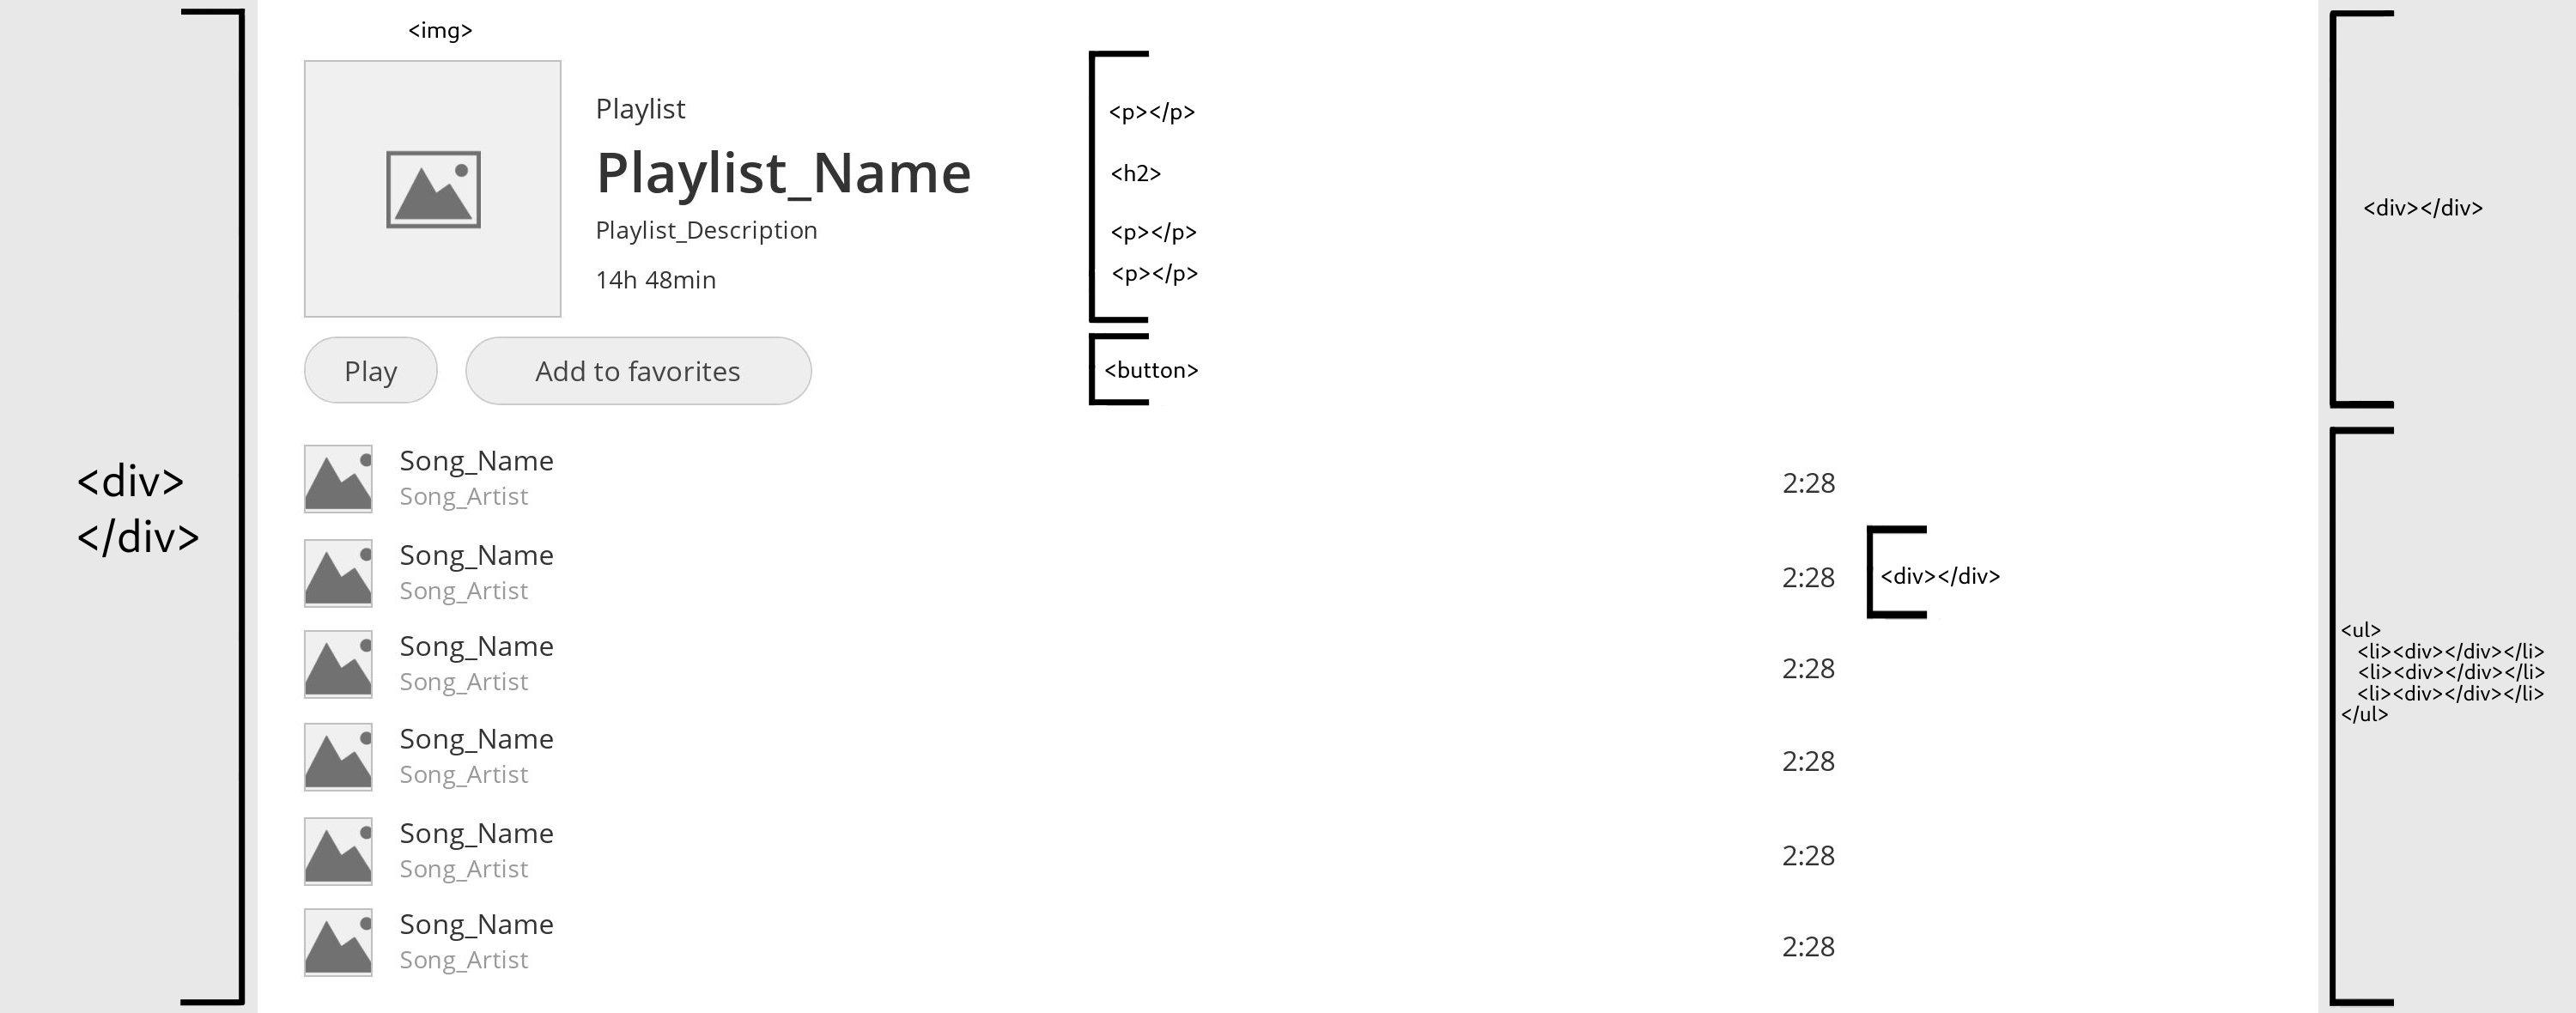 <img>
Playlist
<p></p>
Playlist_Name
<h2>
<div></div>
Playlist_Description
<p></p>
14h 48min
<p></p>
Play
Add to favorites
<button>
<div>
</div>
Song_Name
Song_Artist
2:28
Song_Name
Song_Artist
2:28
<div></div>
Song_Name
Song_Artist
2:28
<ul>
<li><div></div></li>
<li><div></div></li>
<li><div></div></li>
</ul>
Song_Name
Song_Artist
2:28
Song_Name
Song_Artist
2:28
Song_Name
Song_Artist
2:28